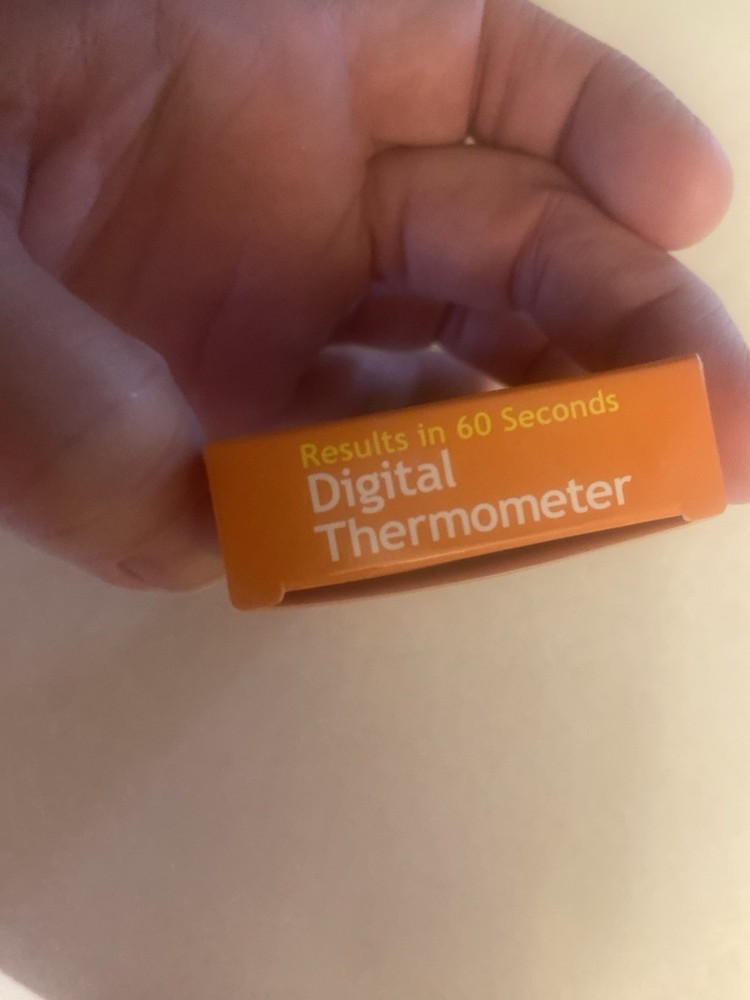 Results in 60 Seconds
Digital
Thermometer